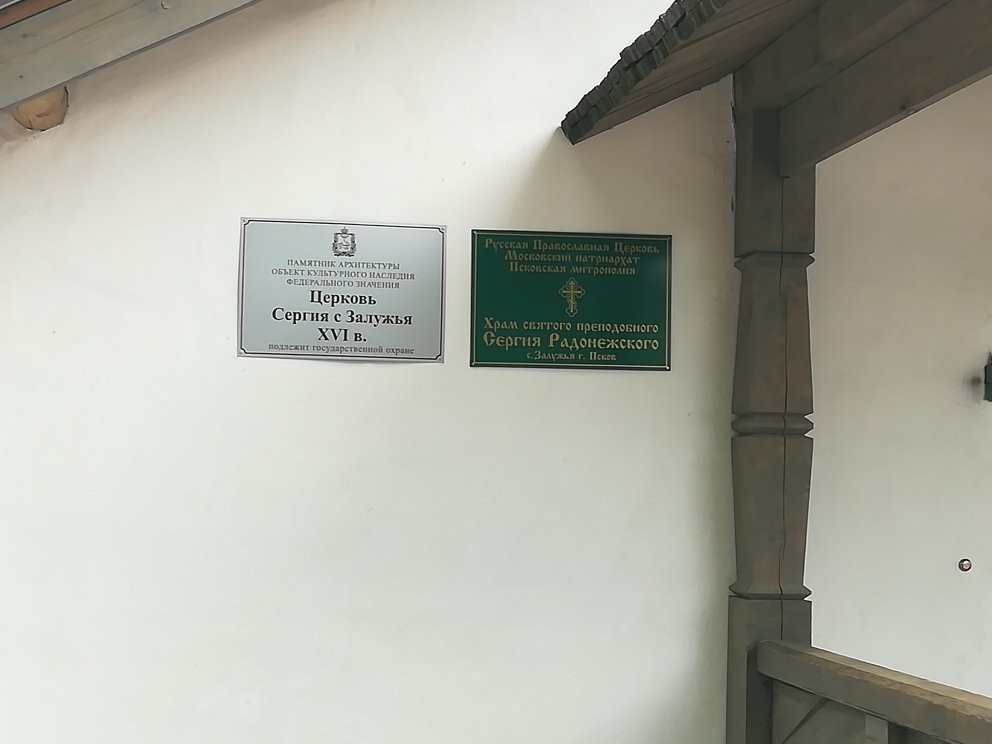 ПАМЯТНИК АРХИТЕКТУРЫ
ОБЪЕКТ КУЛЬТУРНОГО НАСЛЕДИЯ
ФЕДЕРАЛЬНОГО ЗНАЧЕНИЯ
Церковь
Сергия с Залужья
XVI в.
подлежит государственной охране
Русская Православная Церковь
Московский патриархат
Псковская митрополия
Храм святого преподобного
Сергия Радонежского
с Залужья г. Псков